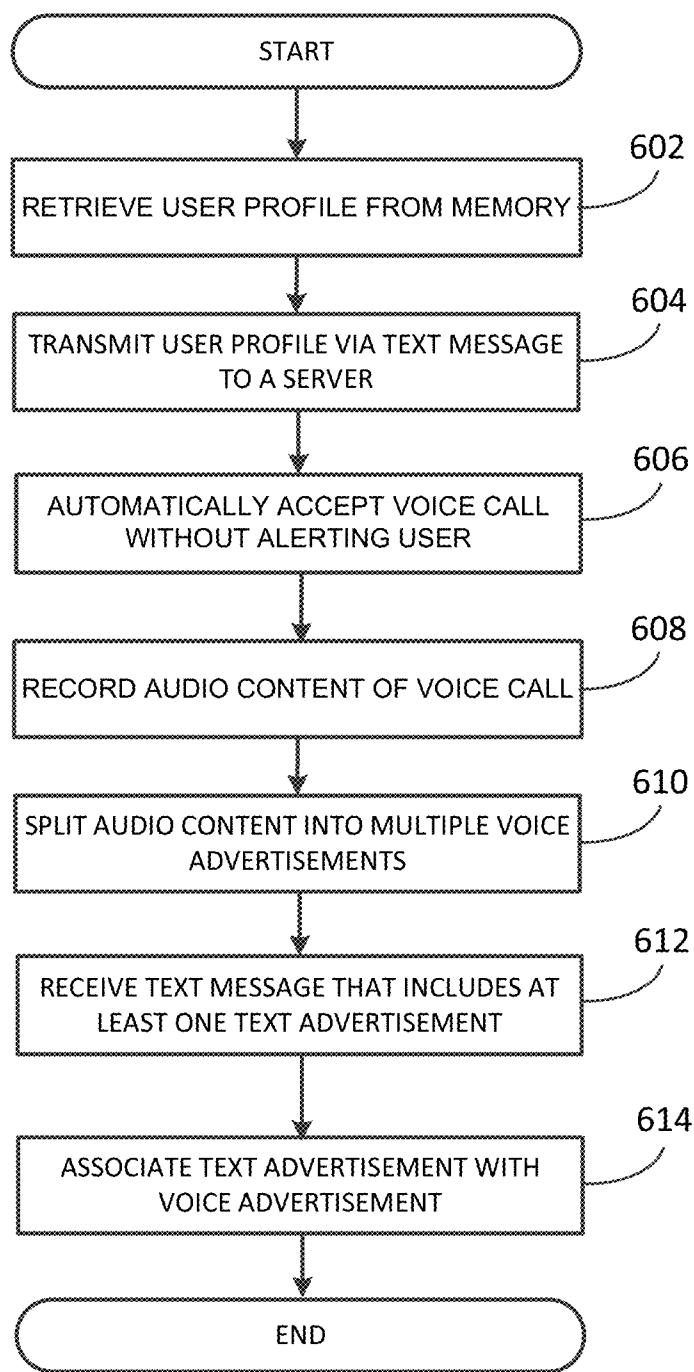 START
602
RETRIEVE USER PROFILE FROM MEMORY
604
TRANSMIT USER PROFILE VIA TEXT MESSAGE
TO A SERVER
606
AUTOMATICALLY ACCEPT VOICE CALL
WITHOUT ALERTING USER
608
RECORD AUDIO CONTENT OF VOICE CALL
610
SPLIT AUDIO CONTENT INTO MULTIPLE VOICE
ADVERTISEMENTS
612
RECEIVE TEXT MESSAGE THAT INCLUDES AT
LEAST ONE TEXT ADVERTISEMENT
614
ASSOCIATE TEXT ADVERTISEMENT WITH
VOICE ADVERTISEMENT
END